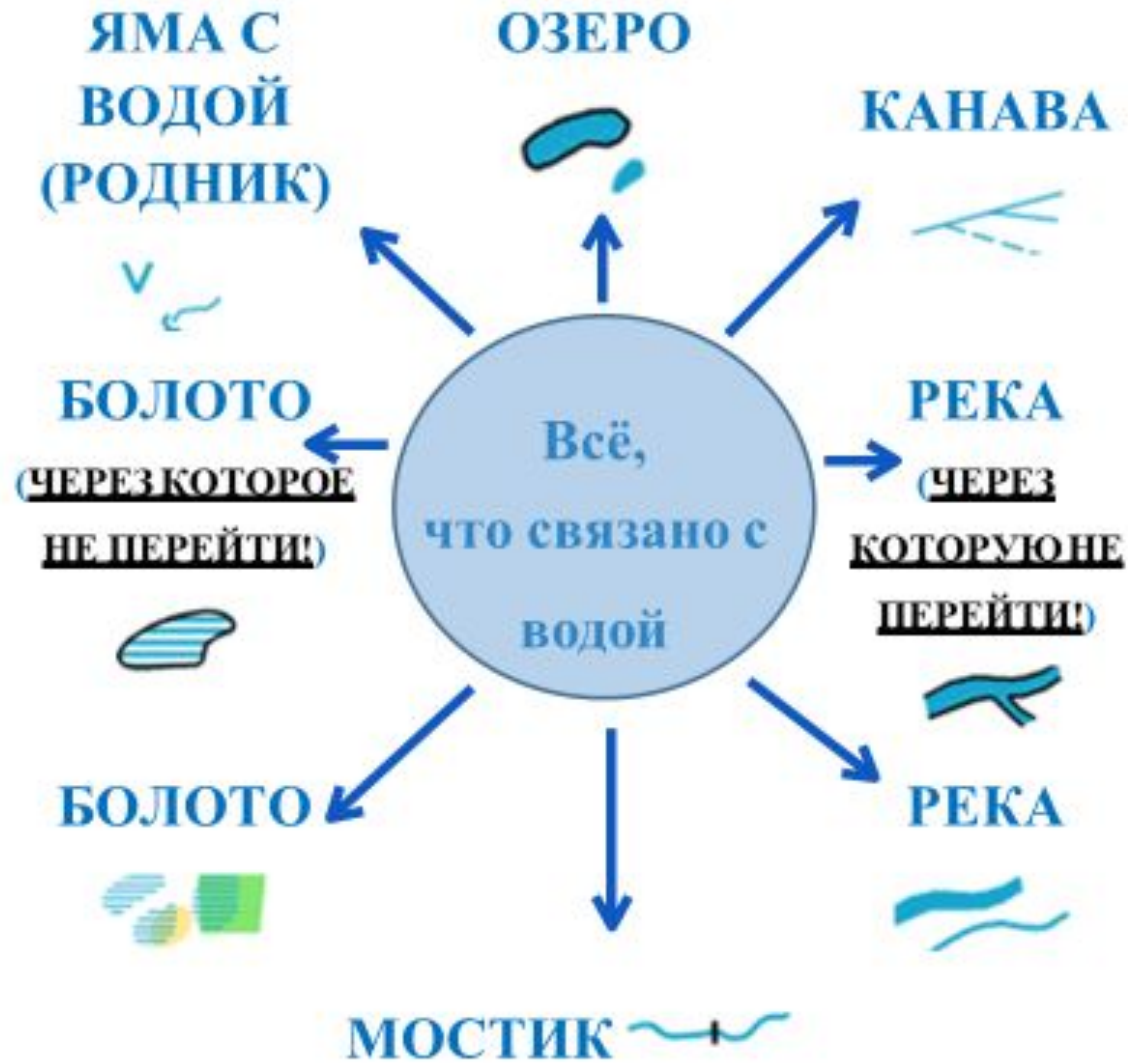 ЯМА С
ВОДОЙ
(РОДНИК)
ОЗЕРО
КАНАВА
БОЛОТО
(ЧЕРЕЗ КОТОРОЕ
НЕ ПЕРЕЙТИ!)
Всё,
что связано с
водой
РЕКА
(ЧЕРЕЗ
КОТОРУЮ НЕ
ПЕРЕЙТИ!)
БОЛОТО
РЕКА
МОСТИК